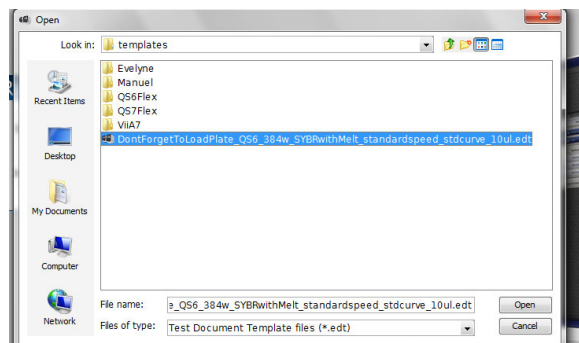 Open
Look in: templates
Recent Items
Desktop
My Documents
Computer
Network
Evelyne
Manuel
QS6Flex
QS7Flex
ViiA7
DontForgetToLoadPlate_QS6_384w_SYBRwithMelt_standardspeed_stdcurve_10ul.edt
File name: e_QS6_384w_SYBRwithMelt_standardspeed_stdcurve_10ul.edt Open
Files of type: Test Document Template files (*.edt) Cancel